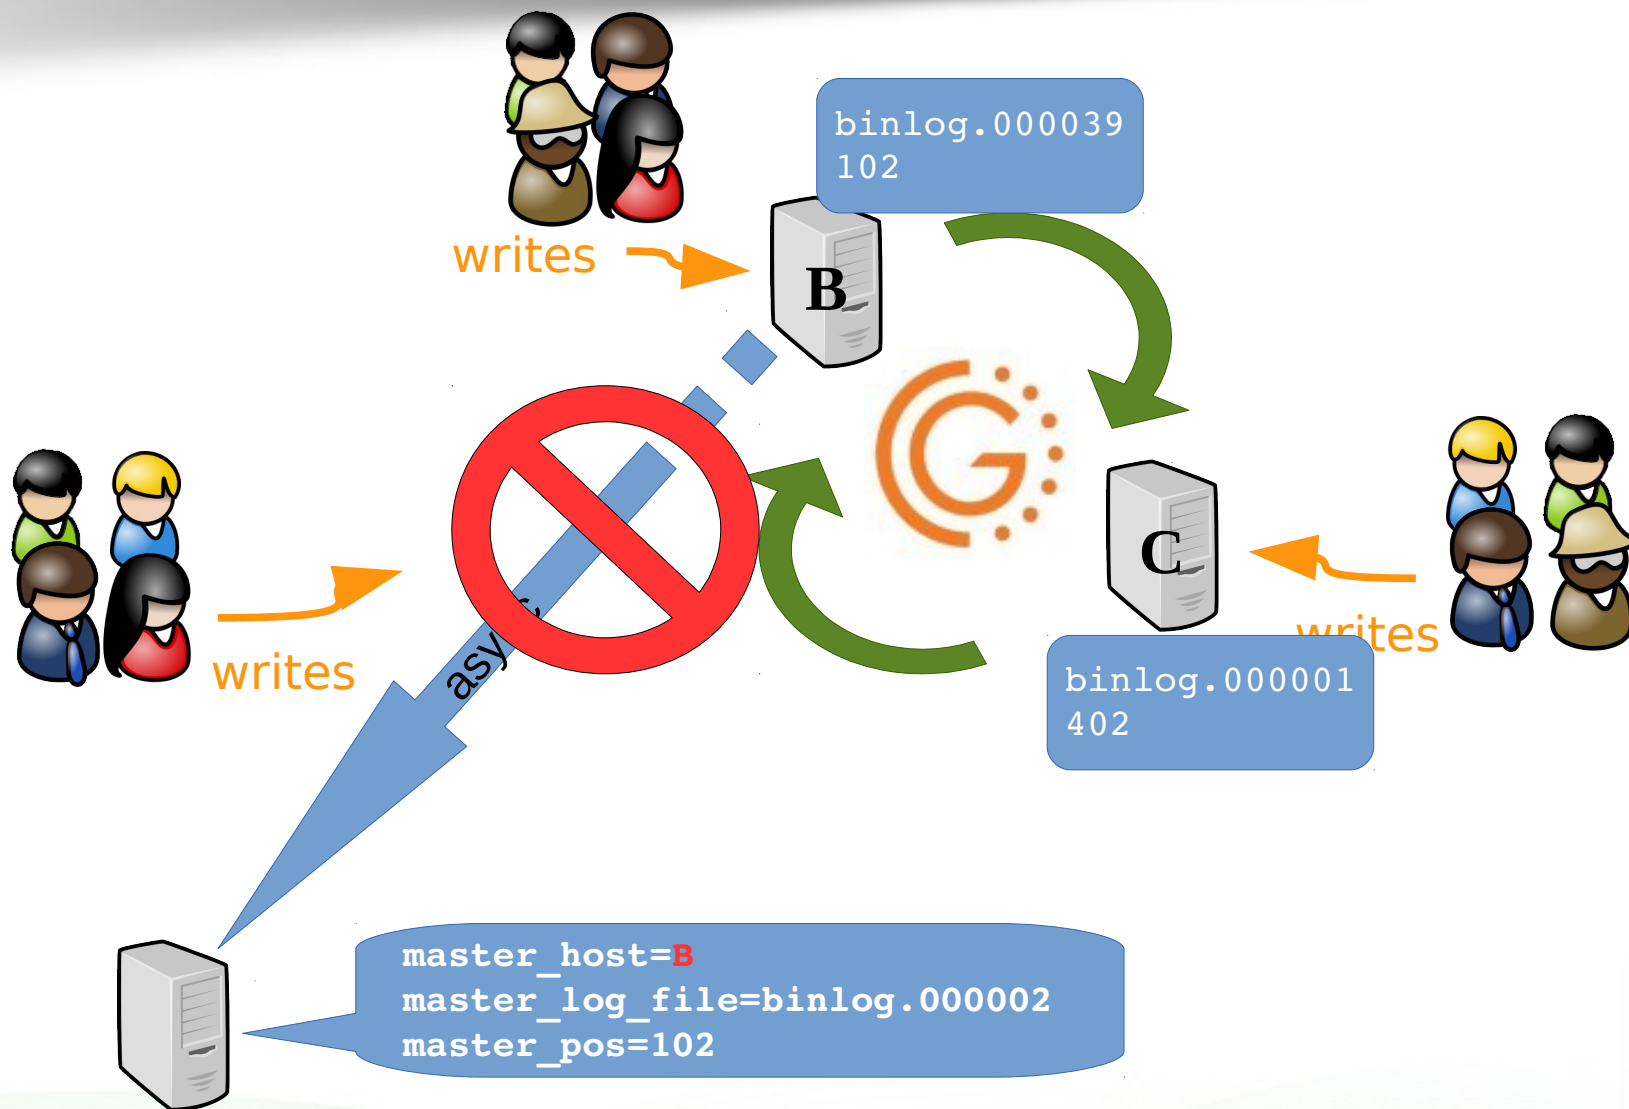 binlog.000039
102
writes
B
C
writes
writes
binlog.000001
402
master_host=B
master_log_file=binlog.000002
master_pos=102